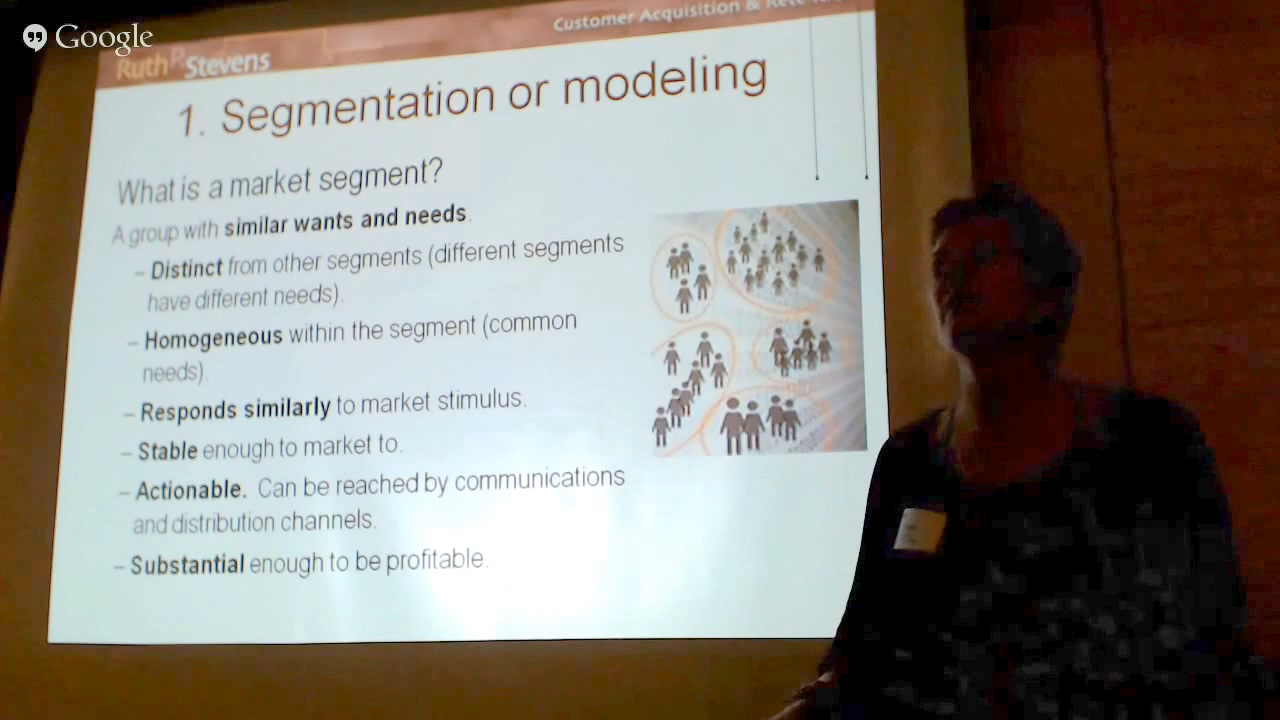 Google
Customer Acquisition &
Ruth P. Stevens
1. Segmentation or modeling
What is a market segment?
A group with similar wants and needs.
– Distinct from other segments (different segments
have different needs).
– Homogeneous within the segment (common
needs).
– Responds similarly to market stimulus.
– Stable enough to market to.
– Actionable. Can be reached by communications
and distribution channels.
– Substantial enough to be profitable.